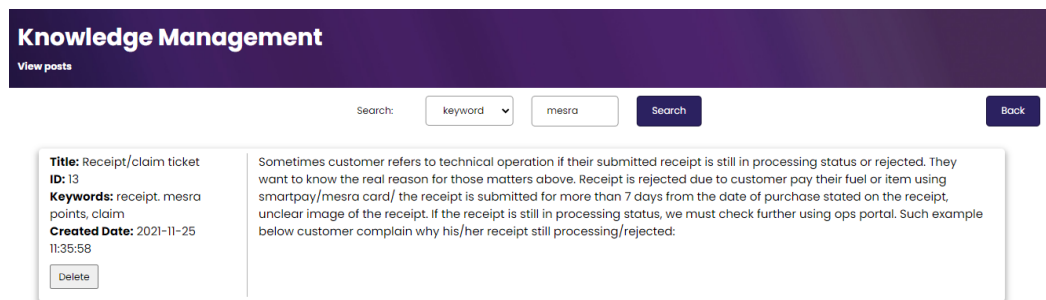 Knowledge Management
View posts
Search: keyword mesra Search Back
Title: Receipt/claim ticket
ID: 13
Keywords: receipt. mesra
points, claim
Created Date: 2021-11-25
11:35:58
Delete
Sometimes customer refers to technical operation if their submitted receipt is still in processing status or rejected. They
want to know the real reason for those matters above. Receipt is rejected due to customer pay their fuel or item using
smartpay/mesra card/ the receipt is submitted for more than 7 days from the date of purchase stated on the receipt,
unclear image of the receipt. If the receipt is still in processing status, we must check further using ops portal. Such example
below customer complain why his/her receipt still processing/rejected: